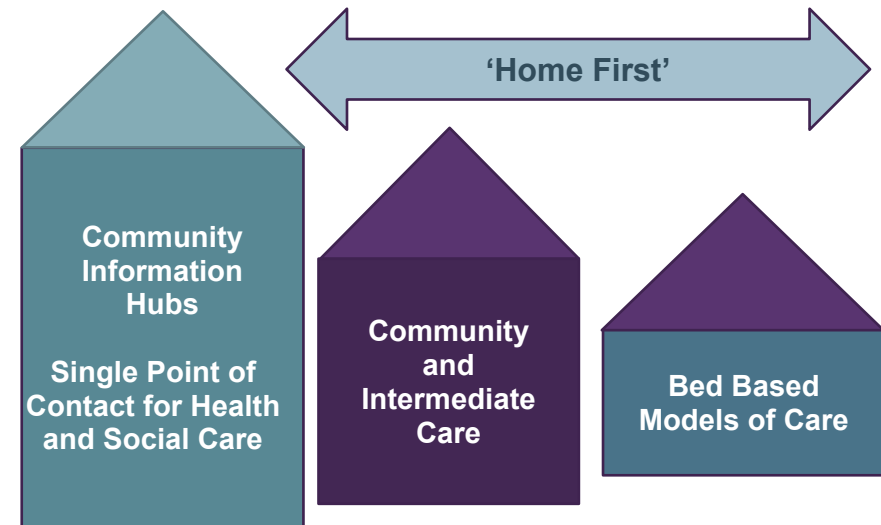 ‘Home First’
Community
Information
Hubs
Single Point of
Contact for Health
and Social Care
Community
and
Intermediate
Care
Bed Based
Models of Care